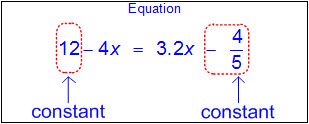 Equation
12 – 4x = 3.2x – 4/5
constant constant